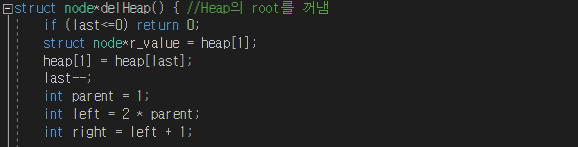 struct node*delHeap() { //Heap의 root를 꺼냄
if (last<=0) return 0;
struct node*r_value = heap[1];
heap[1] = heap[last];
last--;
int parent = 1;
int left = 2 * parent;
int right = left + 1;